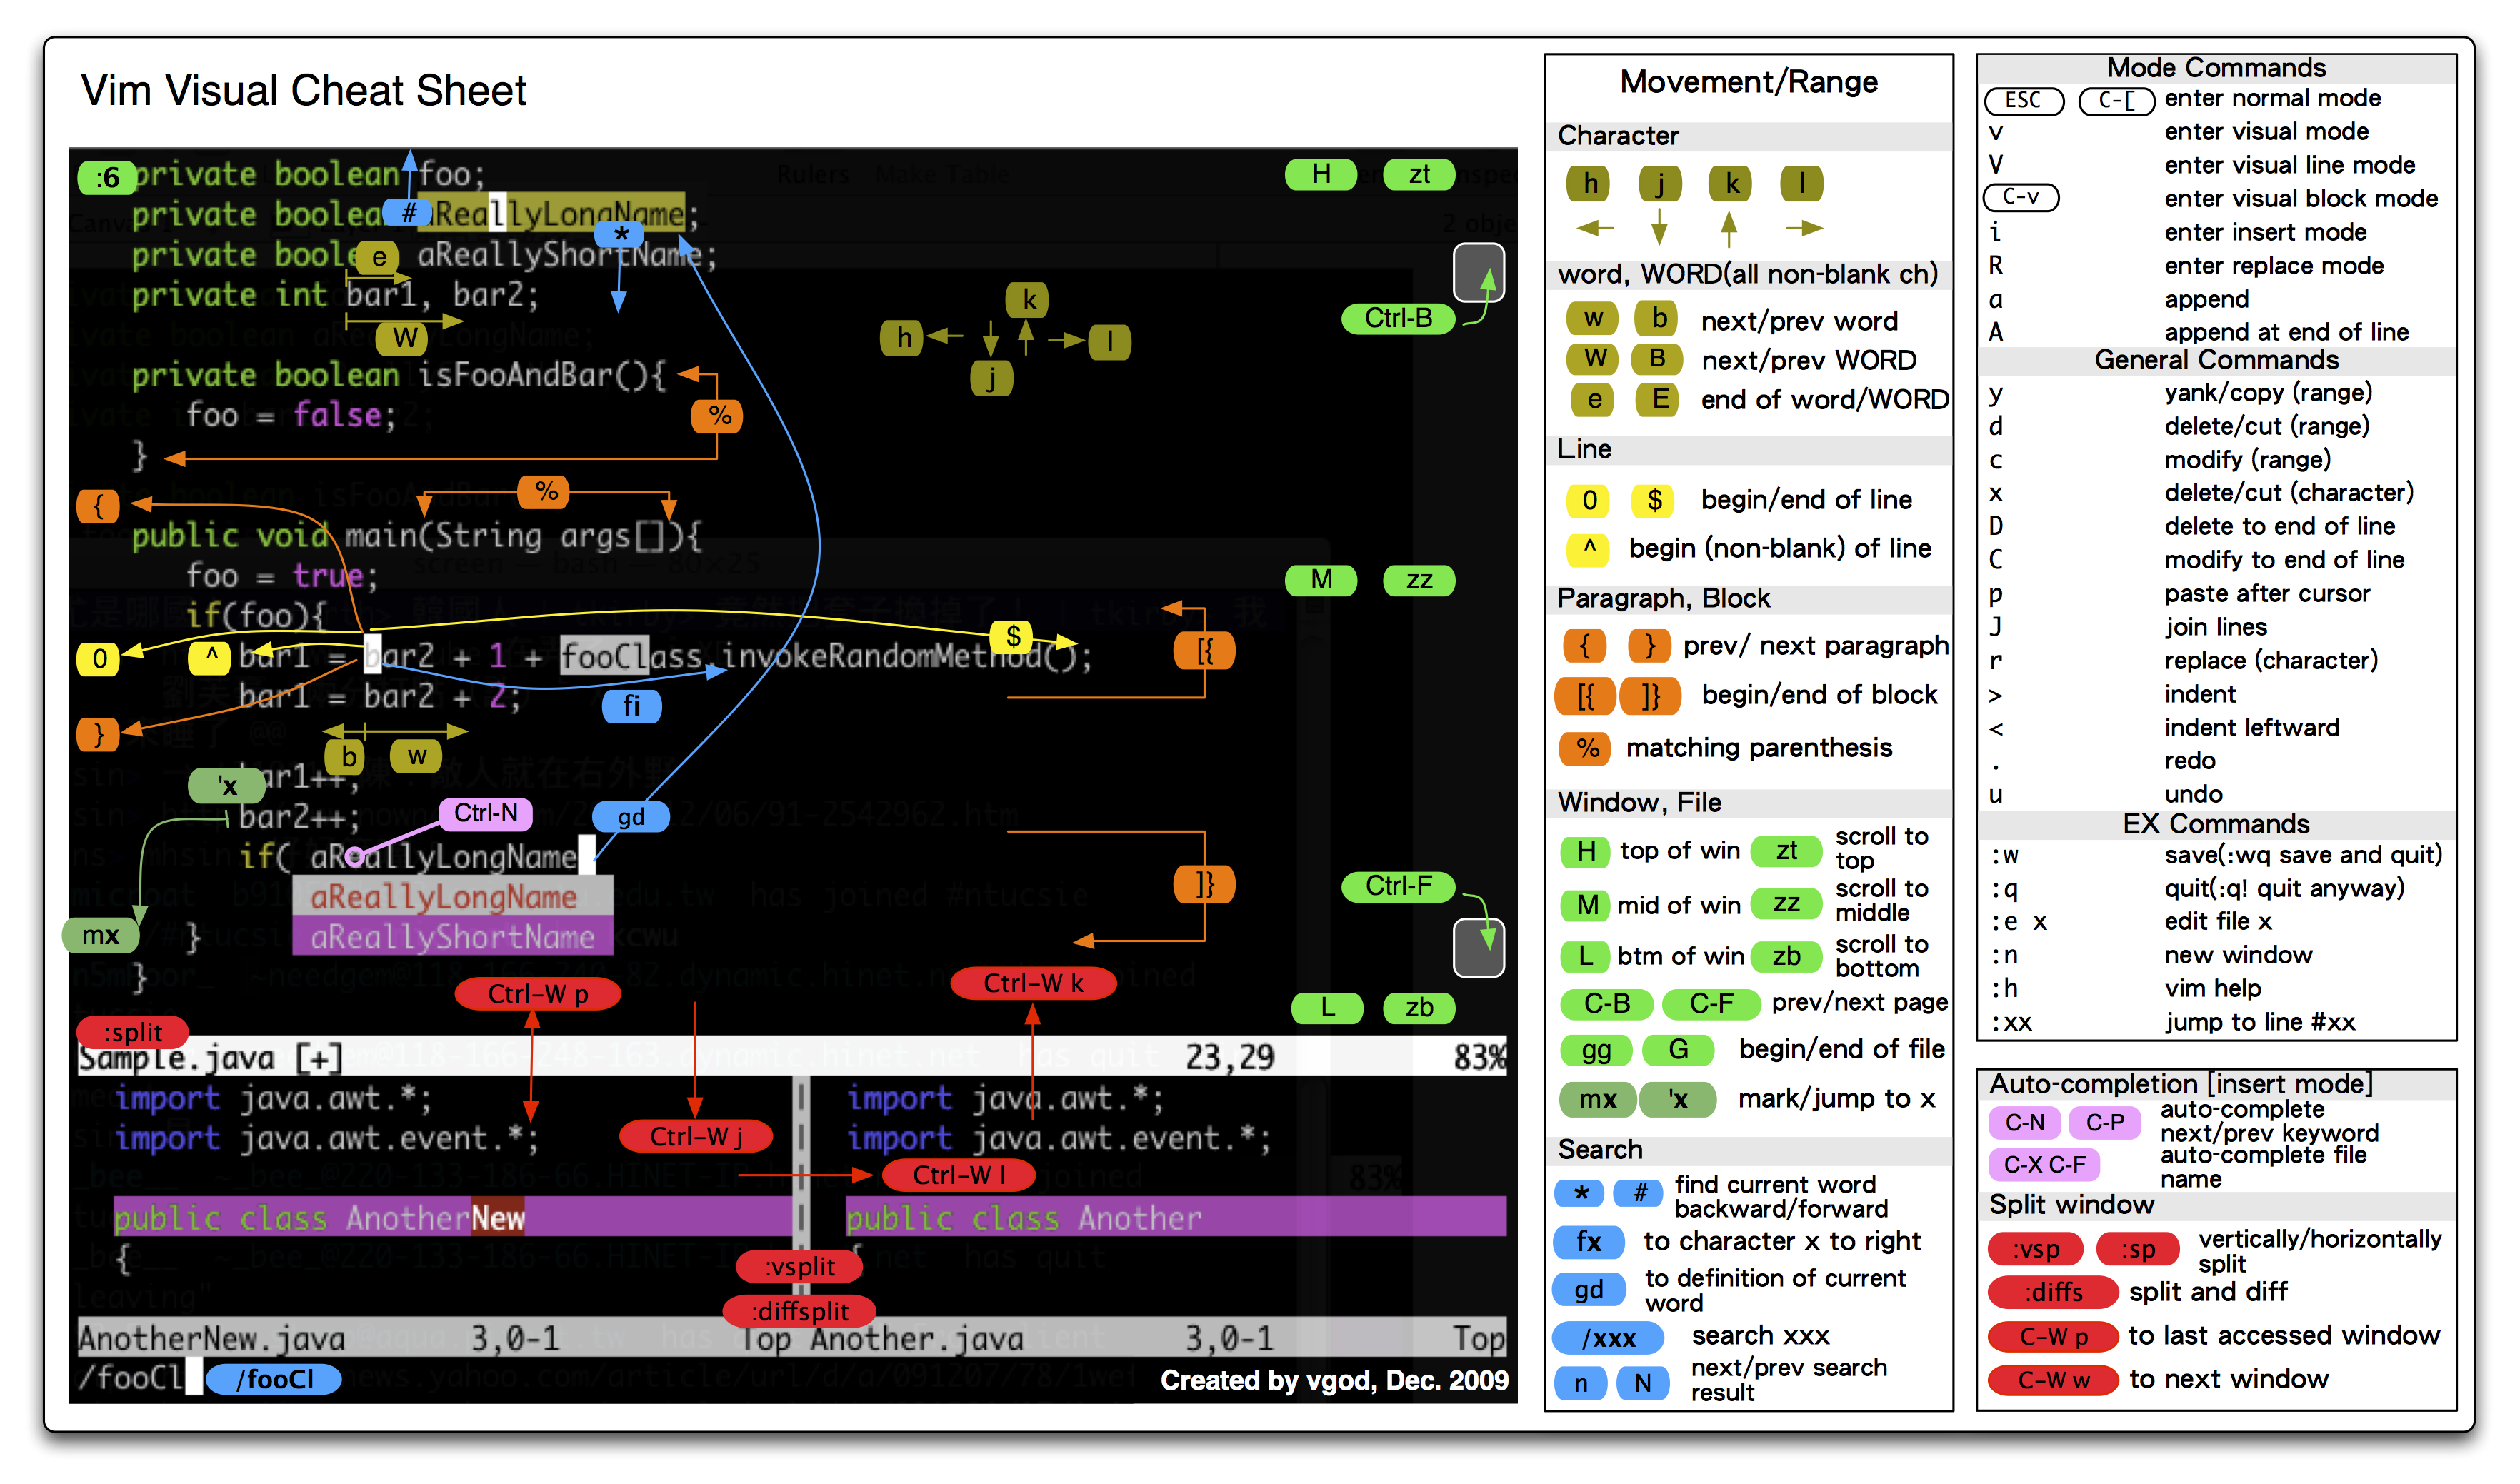 Vim Visual Cheat Sheet
:6 private boolean foo; H zt
private boolea # ReallyLongName;
*
private boole e aReallyShortName;
private int bar1, bar2;
W
k
h l
j
Ctrl-B
private boolean isFooAndBar(){
foo = false; %
}
{ %
public void main(String args[]){
foo = true; M zz
if(foo){
0 ^ bar1 = bar2 + 1 + fooClass.invokeRandomMethod(); $ [{
bar1 = bar2 + 2; fi
} b w
'x bar1++;
bar2++; Ctrl-N gd
if( aReallyLongName
aReallyLongName ]} Ctrl-F
mx } aReallyShortName
}
Ctrl-W p Ctrl-W k L zb
:split
Sample.java [+] 23,29 83%
import java.awt.*; import java.awt.*;
import java.awt.event.*; Ctrl-W j import java.awt.event.*;
Ctrl-W l
public class AnotherNew public class Another
{ :vsplit {
:diffsplit
AnotherNew.java 3,0-1 Top Another.java 3,0-1 Top
/fooCl /fooCl Created by vgod, Dec. 2009
Movement/Range
Character
h j k l
word, WORD(all non-blank ch)
w b next/prev word
W B next/prev WORD
e E end of word/WORD
Line
0 $ begin/end of line
^ begin (non-blank) of line
Paragraph, Block
{ } prev/ next paragraph
[{ ]} begin/end of block
% matching parenthesis
Window, File
H top of win zt scroll to top
M mid of win zz scroll to middle
L btm of win zb scroll to bottom
C-B C-F prev/next page
gg G begin/end of file
mx 'x mark/jump to x
Search
* # find current word backward/forward
fx to character x to right
gd to definition of current word
/xxx search xxx
n N next/prev search result
Mode Commands
ESC C-[ enter normal mode
v enter visual mode
V enter visual line mode
C-v enter visual block mode
i enter insert mode
R enter replace mode
a append
A append at end of line
General Commands
y yank/copy (range)
d delete/cut (range)
c modify (range)
x delete/cut (character)
D delete to end of line
C modify to end of line
p paste after cursor
J join lines
r replace (character)
> indent
< indent leftward
. redo
u undo
EX Commands
:w save(:wq save and quit)
:q quit(:q! quit anyway)
:e x edit file x
:n new window
:h vim help
:xx jump to line #xx
Auto-completion [insert mode]
C-N C-P auto-complete next/prev keyword
C-X C-F auto-complete file name
Split window
:vsp :sp vertically/horizontally split
:diffs split and diff
C-W p to last accessed window
C-W w to next window